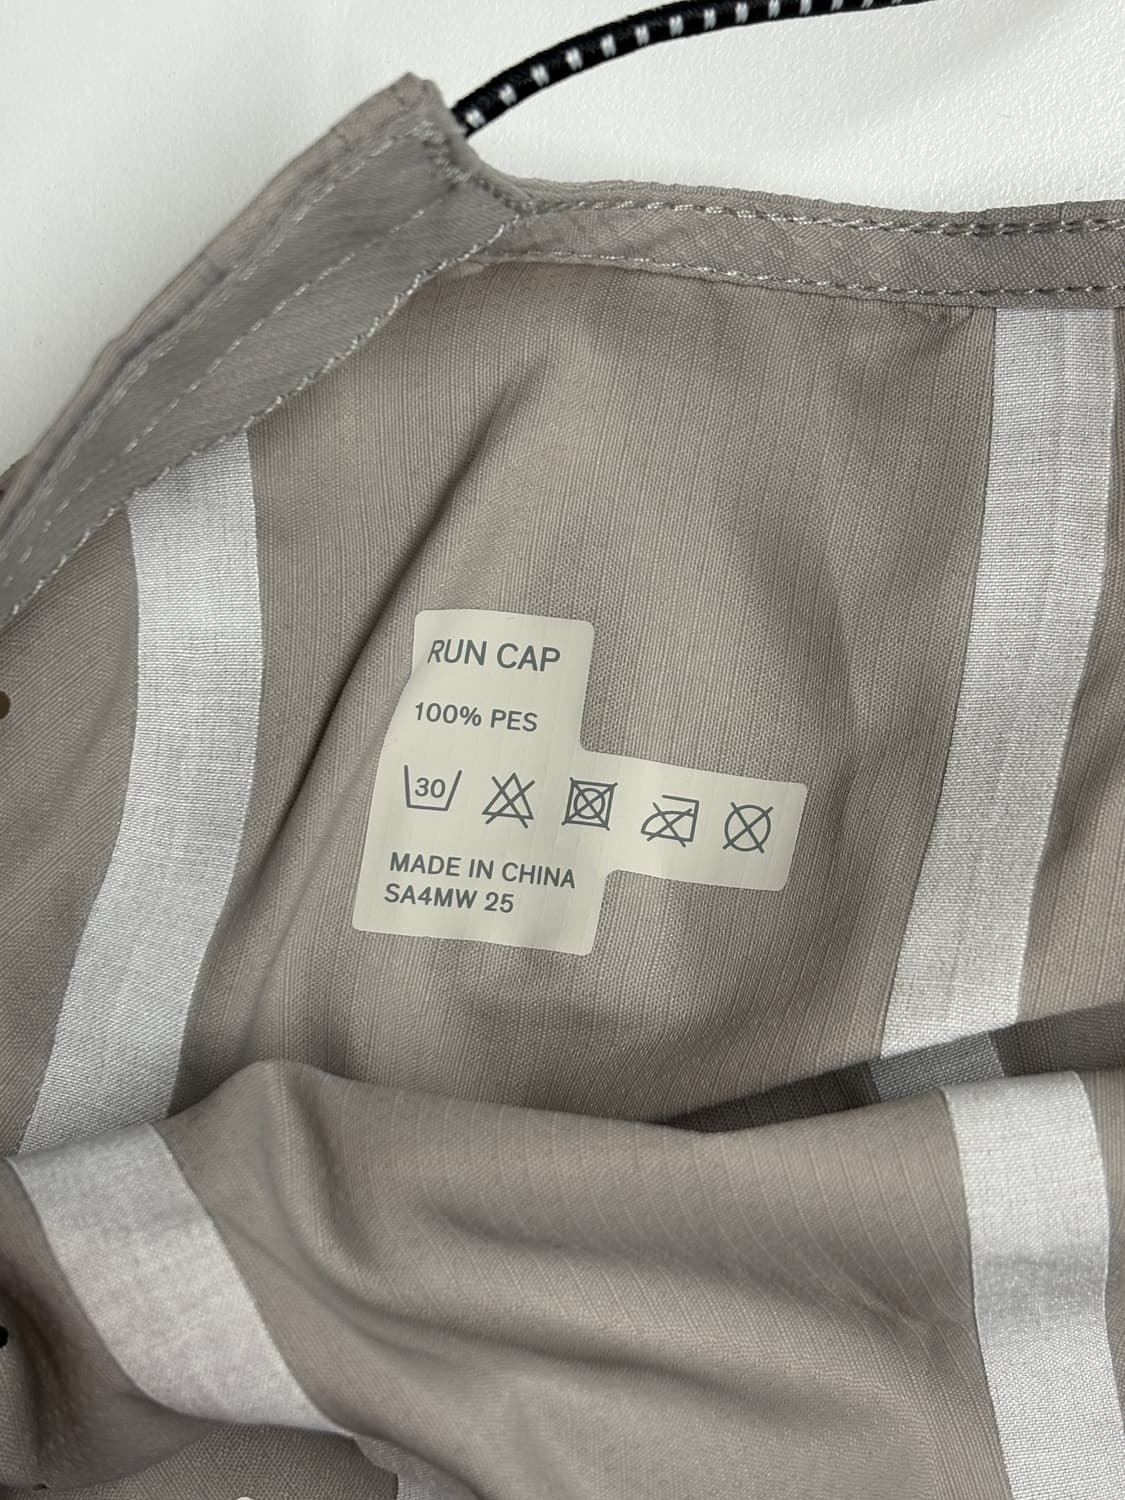 RUN CAP
100% PES
30
MADE IN CHINA
SA4MW 25